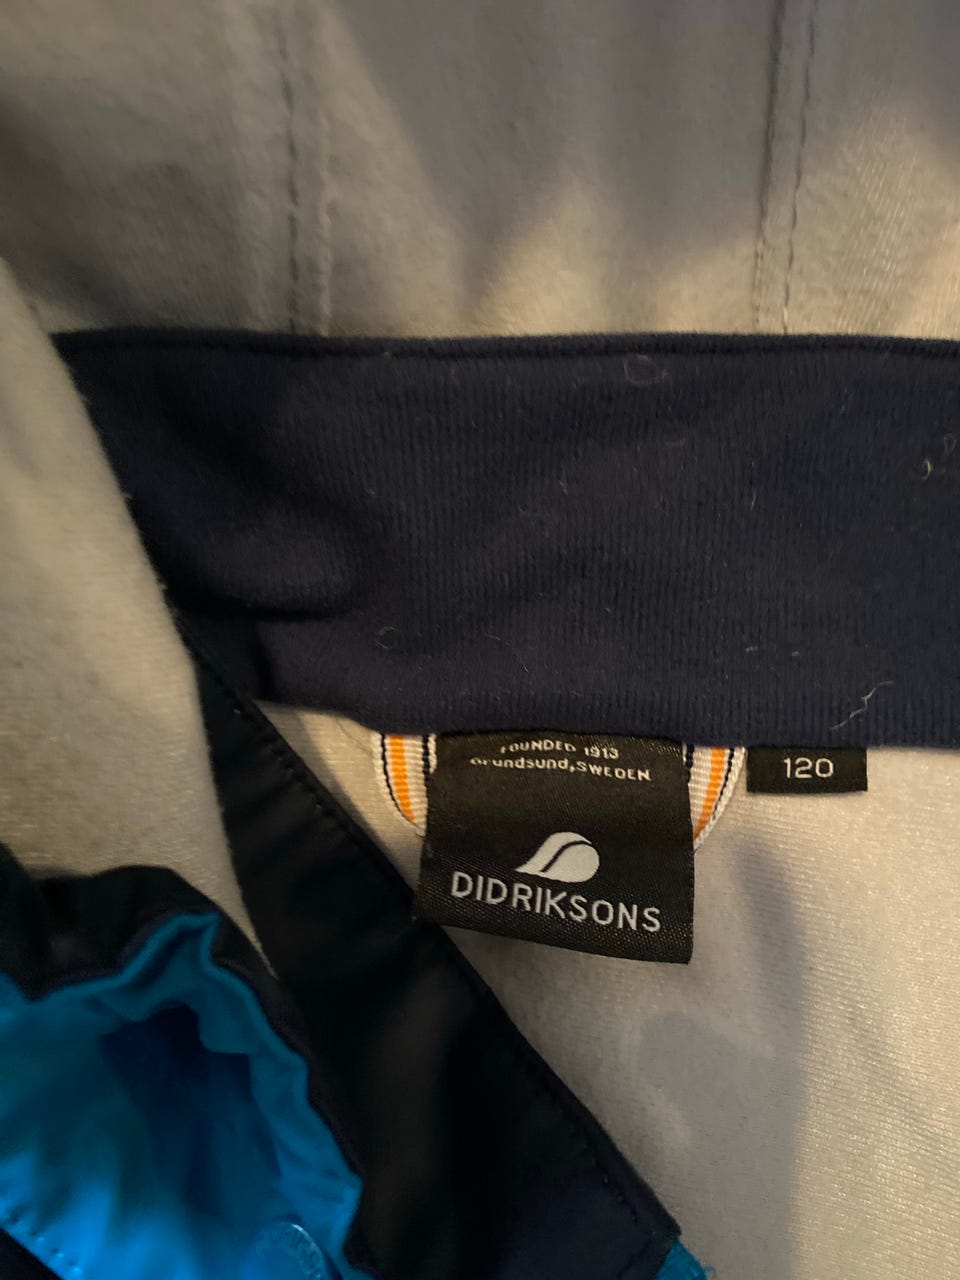 FOUNDED 1913
Grundsund, SWEDEN
120
DIDRIKSONS